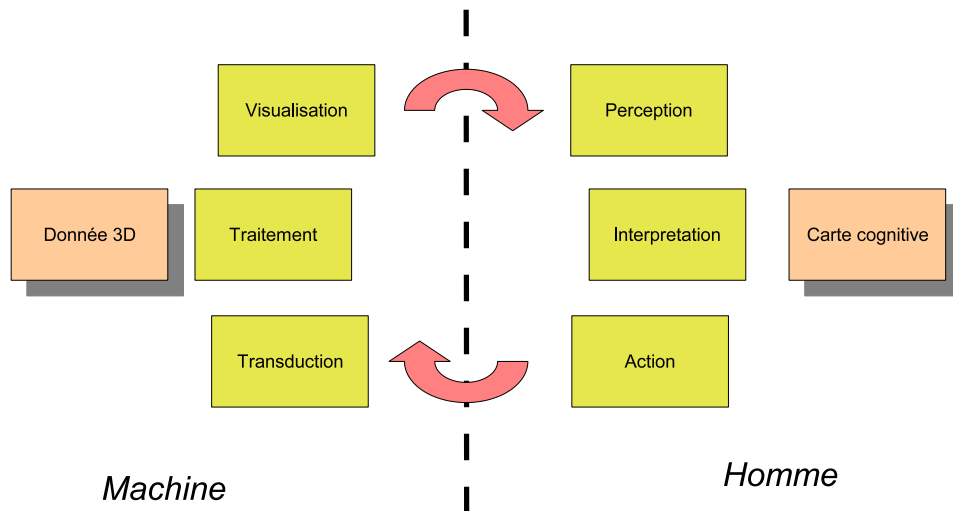 Visualisation
Perception
Donnée 3D
Traitement
Interpretation
Carte cognitive
Transduction
Action
Machine
Homme